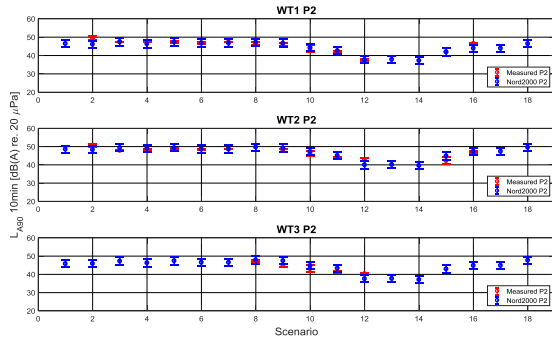 WT1 P2
60
50
40
30
20
Measured P2
Nord2000 P2
0 2 4 6 8 10 12 14 16 18
WT2 P2
60
50
40
30
20
Measured P2
Nord2000 P2
0 2 4 6 8 10 12 14 16 18
L_A90 10min [dB(A) re. 20 μPa]
WT3 P2
60
50
40
30
20
Measured P2
Nord2000 P2
0 2 4 6 8 10 12 14 16 18
Scenario